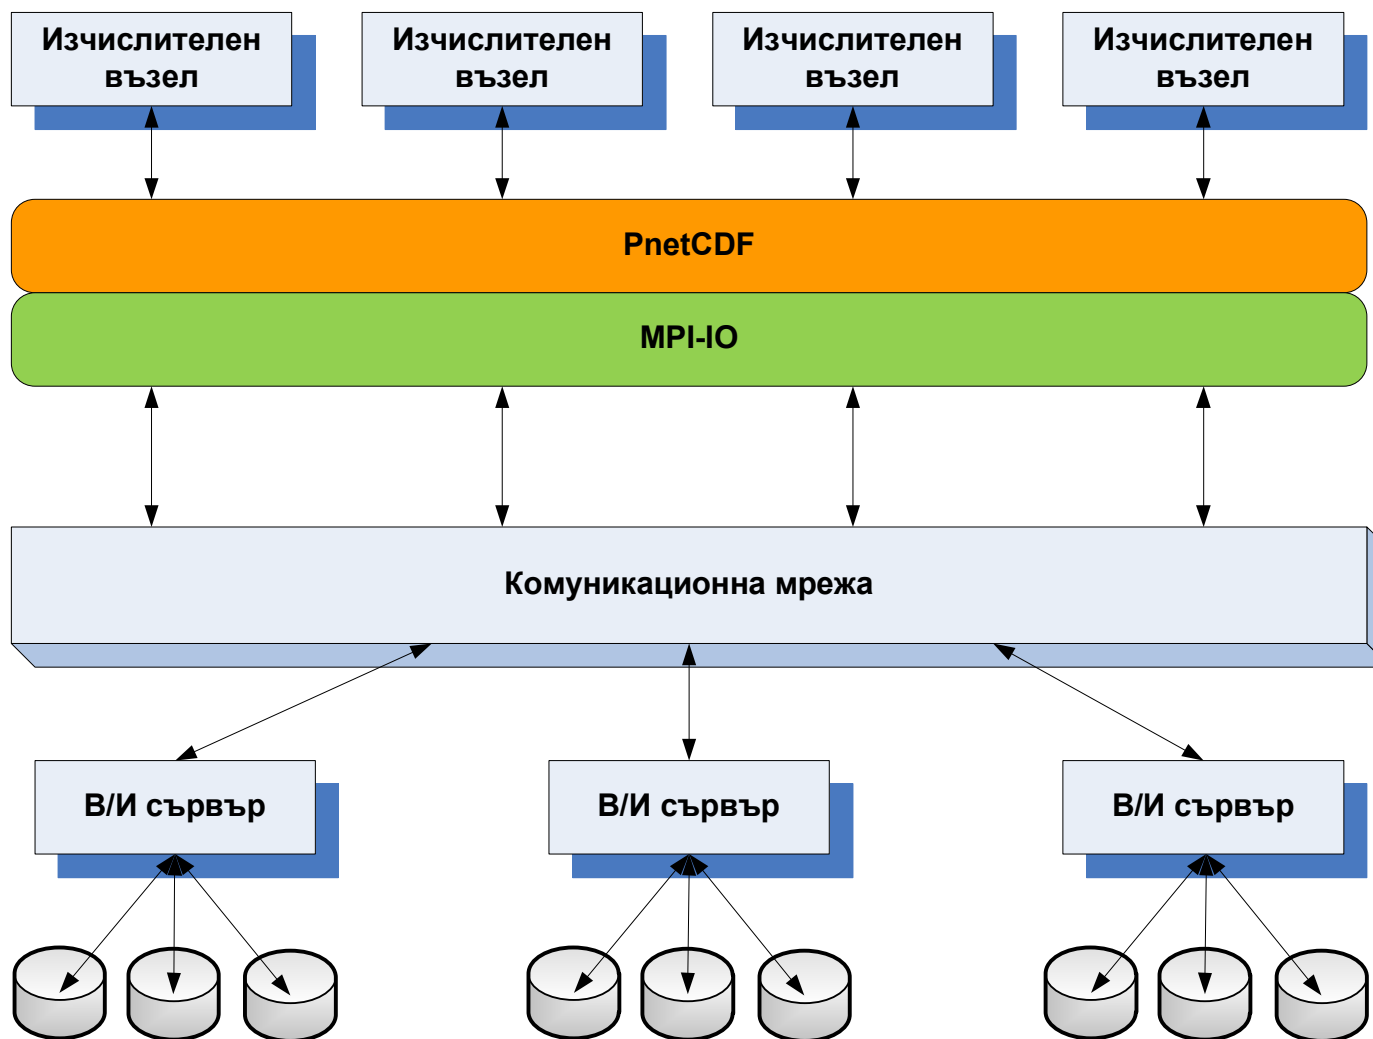 Изчислителен
възел
Изчислителен
възел
Изчислителен
възел
Изчислителен
възел
PnetCDF
MPI-IO
Комуникационна мрежа
В/И сървър
В/И сървър
В/И сървър